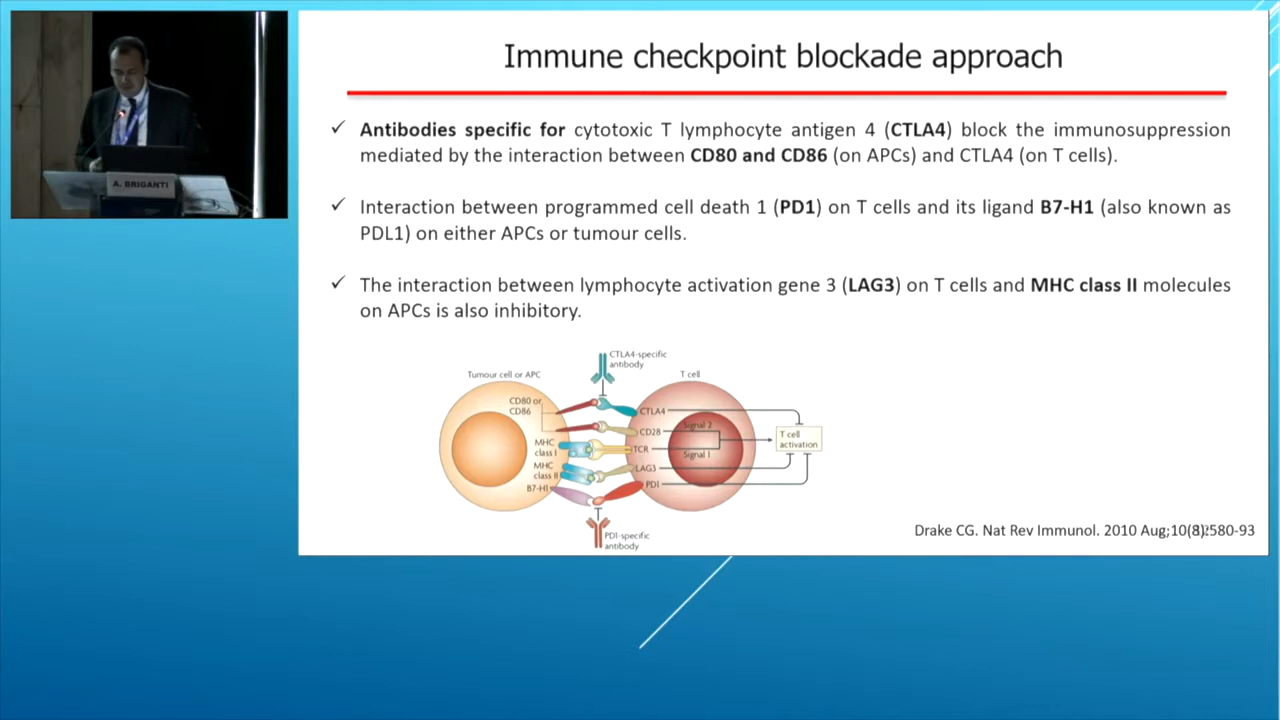 Immune checkpoint blockade approach
✓ Antibodies specific for cytotoxic T lymphocyte antigen 4 (CTLA4) block the immunosuppression
mediated by the interaction between CD80 and CD86 (on APCs) and CTLA4 (on T cells).
✓ Interaction between programmed cell death 1 (PD1) on T cells and its ligand B7-H1 (also known as
PDL1) on either APCs or tumour cells.
✓ The interaction between lymphocyte activation gene 3 (LAG3) on T cells and MHC class II molecules
on APCs is also inhibitory.
A. BRIGANTI
CTLA4-specific
antibody
Tumour cell or APC
T cell
CD80 or
CD86
CTLA4
CD28
Signal 2
T cell
activation
MHC
class I
TCR
Signal 1
MHC
class II
LAG3
B7-H1
PD1
PD1-specific
antibody
Drake CG. Nat Rev Immunol. 2010 Aug;10(8):580-93